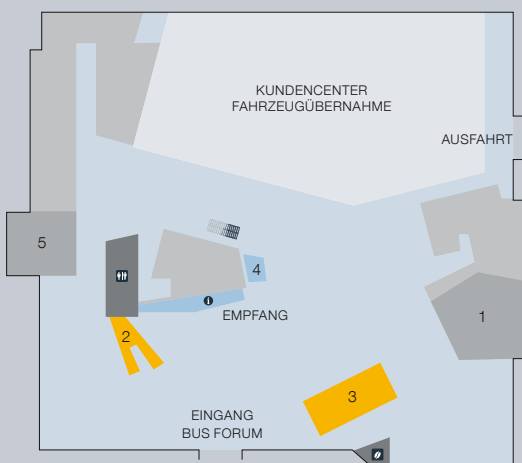 KUNDENCENTER
FAHRZEUGÜBERNAHME
AUSFAHRT
5
4
i
EMPFANG
1
2
3
EINGANG
BUS FORUM